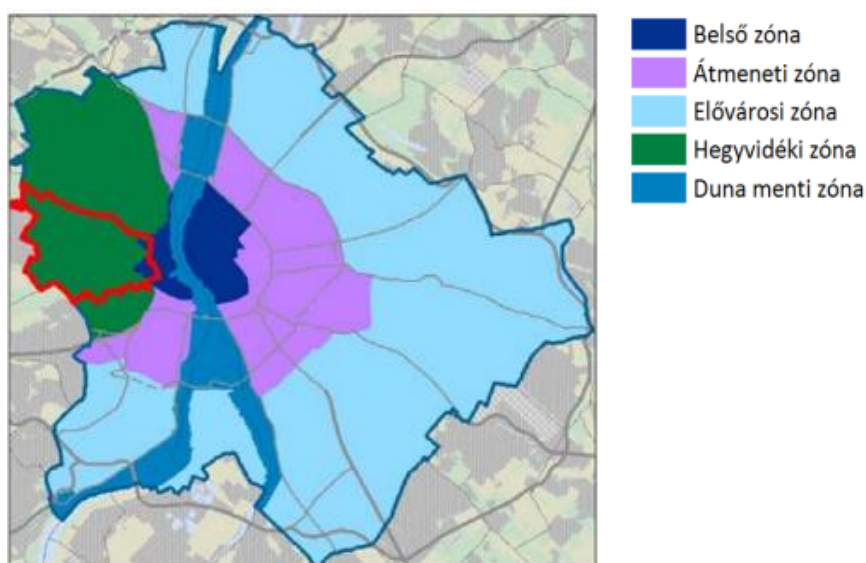 Belső zóna
Átmeneti zóna
Elővárosi zóna
Hegyvidéki zóna
Duna menti zóna